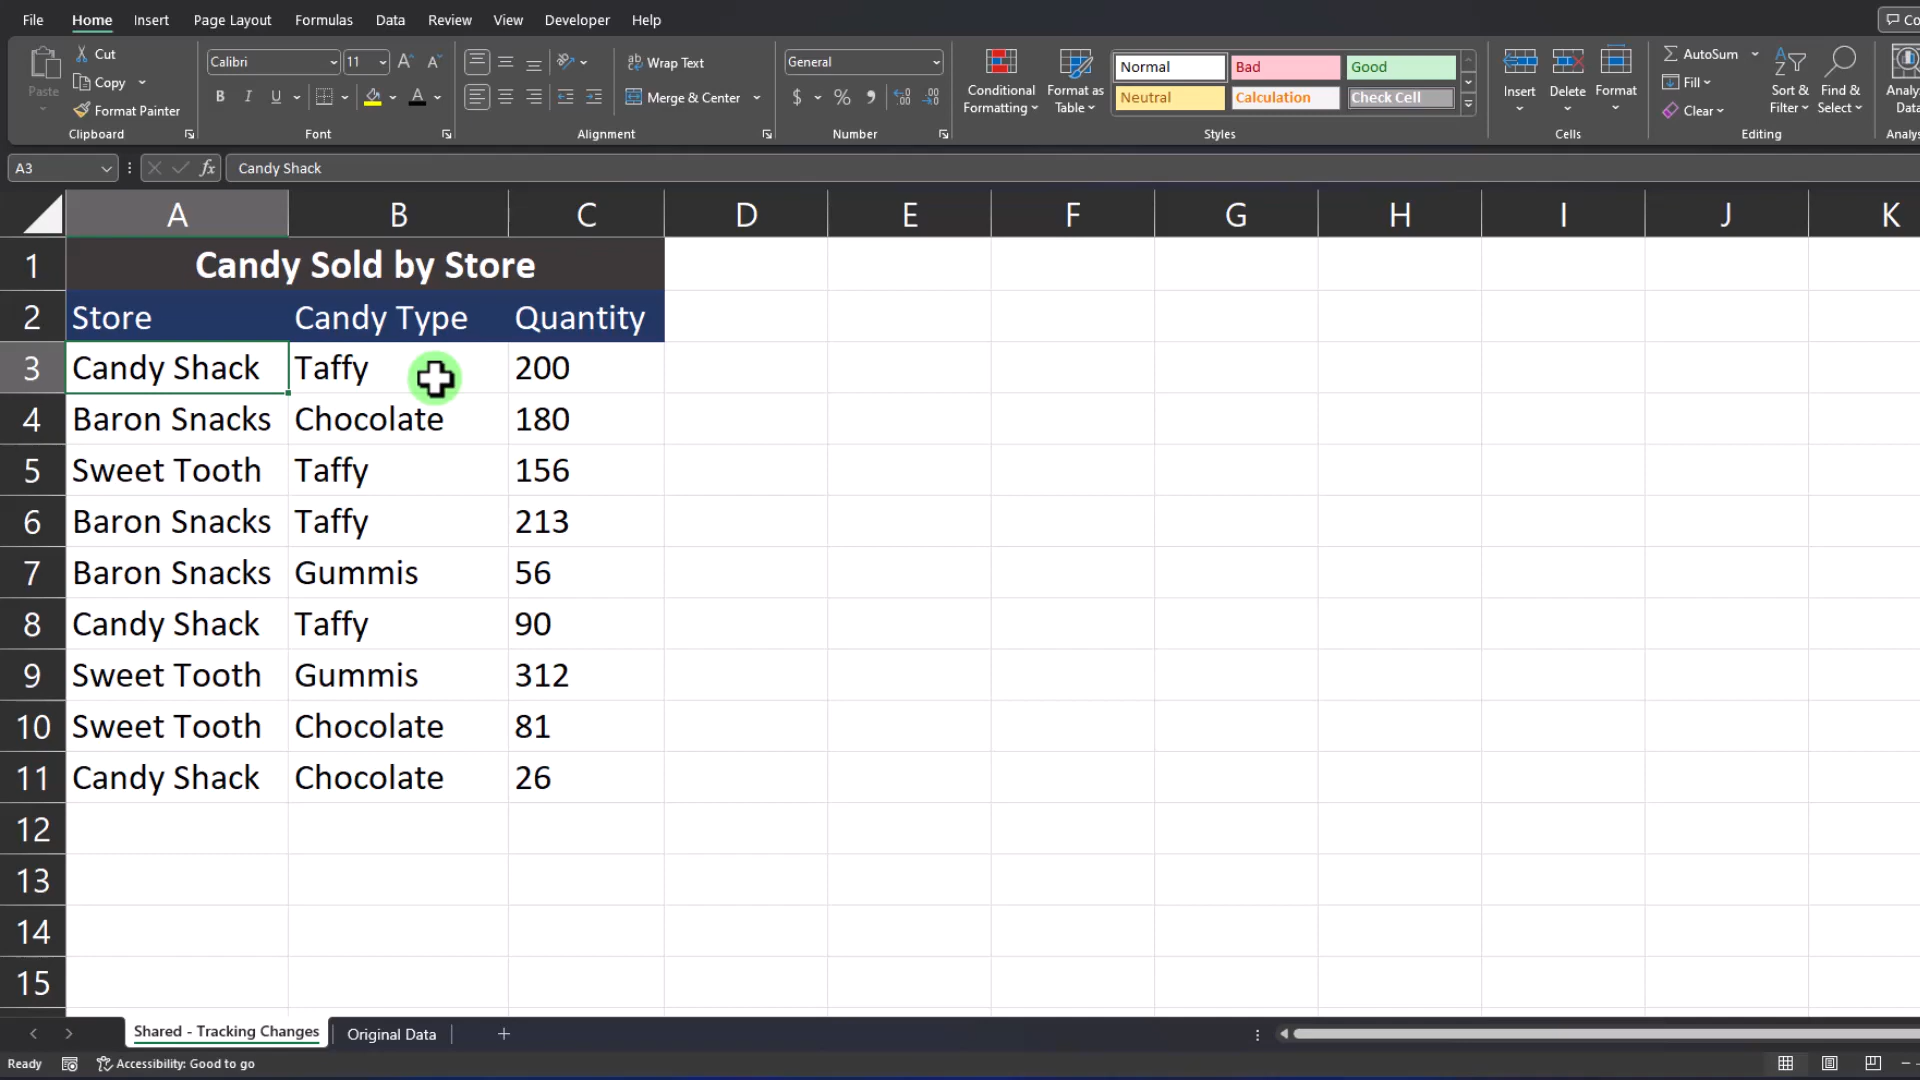 File Home Insert Page Layout Formulas Data Review View Developer Help
Paste Cut Copy Format Painter Clipboard
Calibri 11 B I U A Font
Wrap Text Merge & Center Alignment
General $ % Number
Conditional Formatting Format as Table
Normal Bad Good
Neutral Calculation Check Cell
Styles
Insert Delete Format Cells
AutoSum Fill Clear Sort & Filter Find & Select Editing
A3 fx Candy Shack
A B C D E F G H I J K
1 Candy Sold by Store
2 Store Candy Type Quantity
3 Candy Shack Taffy 200
4 Baron Snacks Chocolate 180
5 Sweet Tooth Taffy 156
6 Baron Snacks Taffy 213
7 Baron Snacks Gummis 56
8 Candy Shack Taffy 90
9 Sweet Tooth Gummis 312
10 Sweet Tooth Chocolate 81
11 Candy Shack Chocolate 26
12
13
14
15
Shared - Tracking Changes Original Data
Ready Accessibility: Good to go